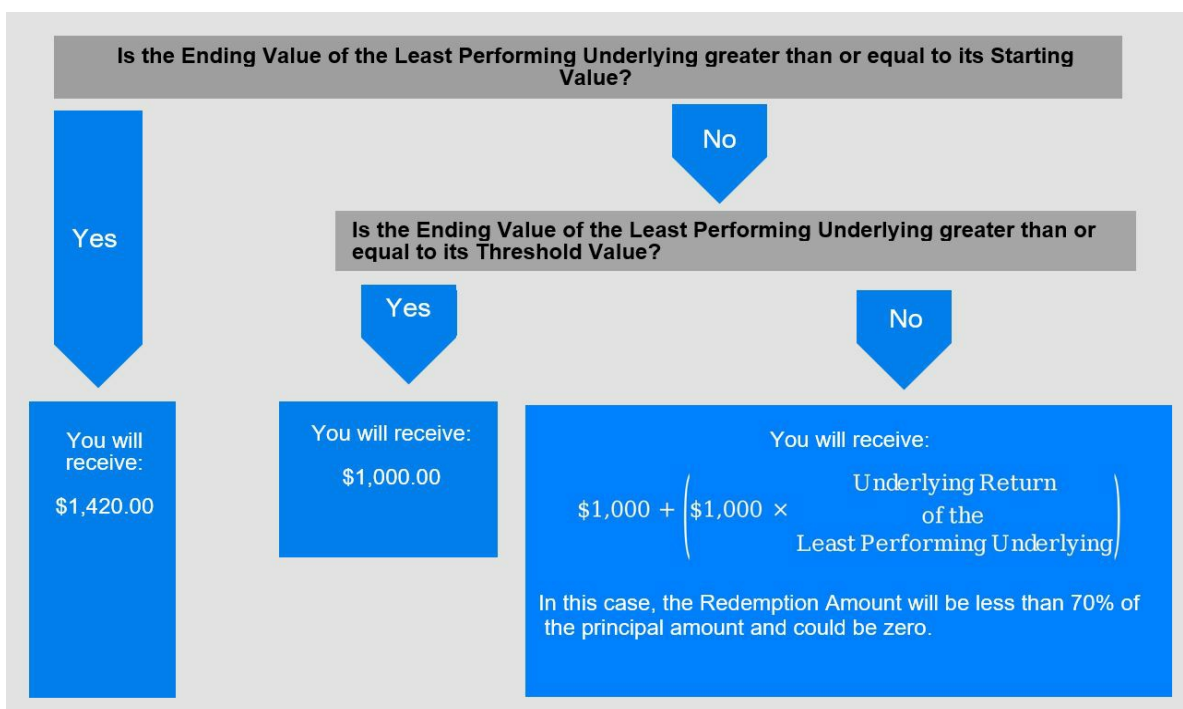 Is the Ending Value of the Least Performing Underlying greater than or equal to its Starting
Value?
No
Yes
Is the Ending Value of the Least Performing Underlying greater than or
equal to its Threshold Value?
Yes
No
You will
receive:
$1,420.00
You will receive:
$1,000.00
You will receive:
$1,000 + ($1,000 × Underlying Return
of the
Least Performing Underlying)
In this case, the Redemption Amount will be less than 70% of
the principal amount and could be zero.